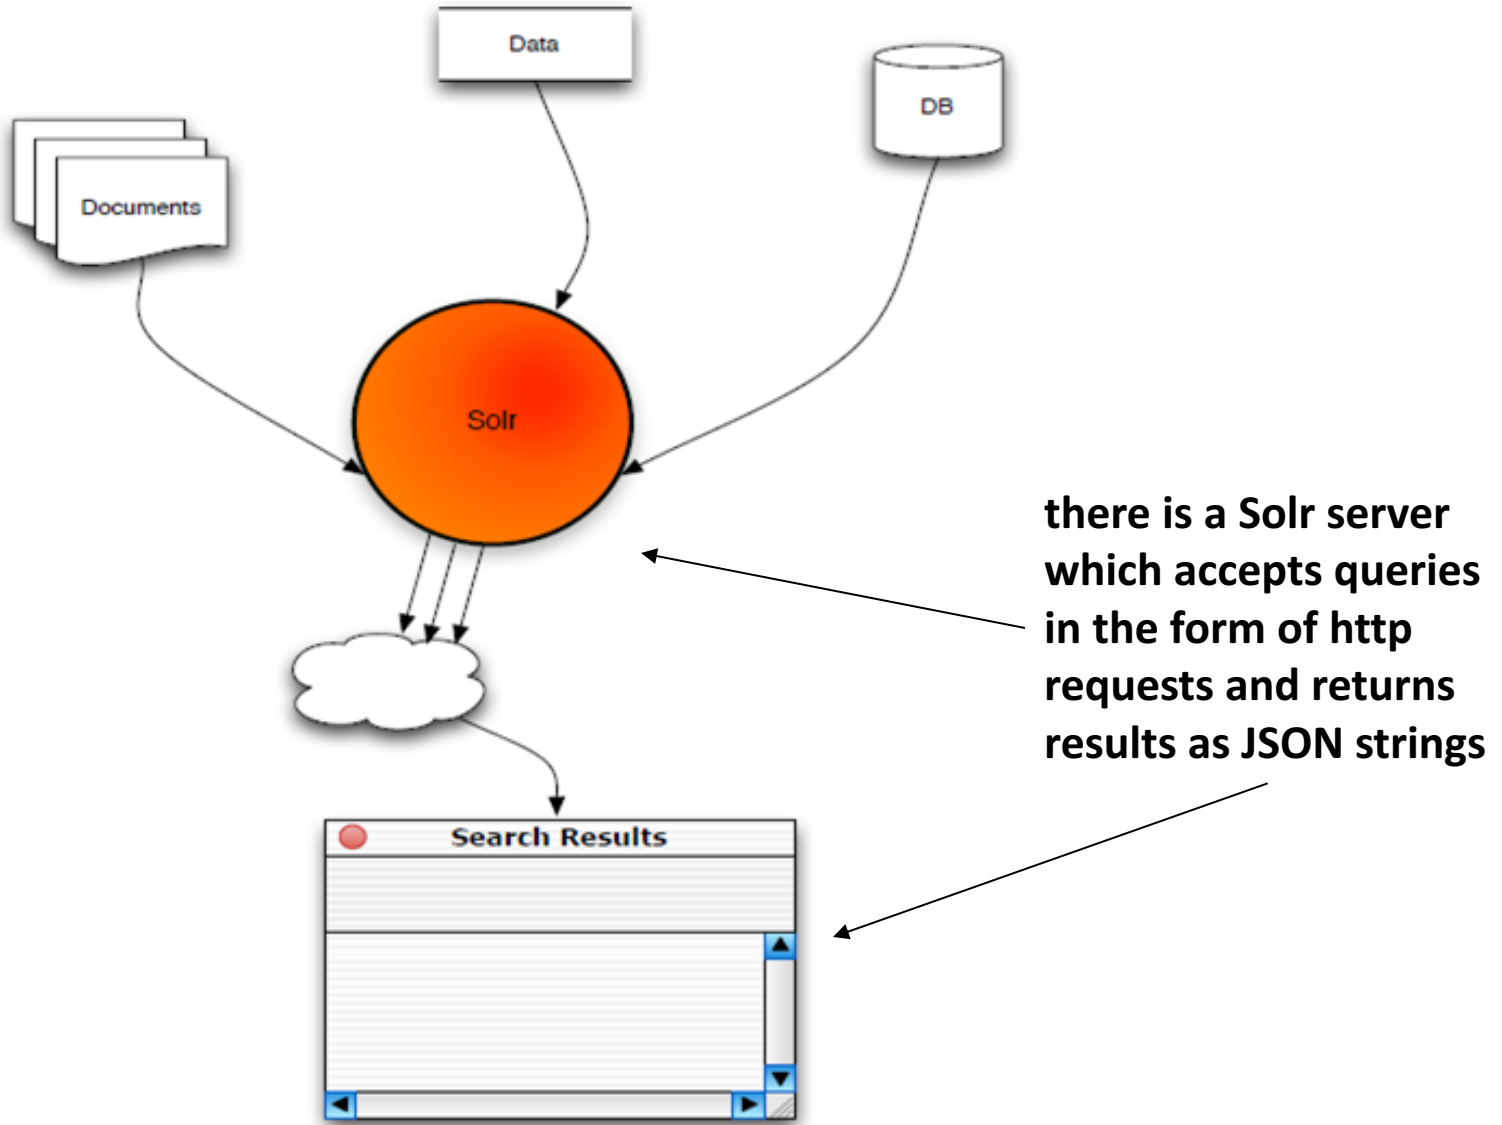 Data
DB
Documents
Solr
there is a Solr server
which accepts queries
in the form of http
requests and returns
results as JSON strings
Search Results